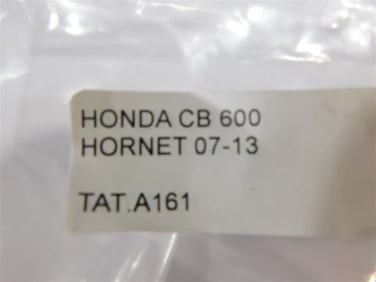 HONDA CB 600
HORNET 07-13
TAT.A161